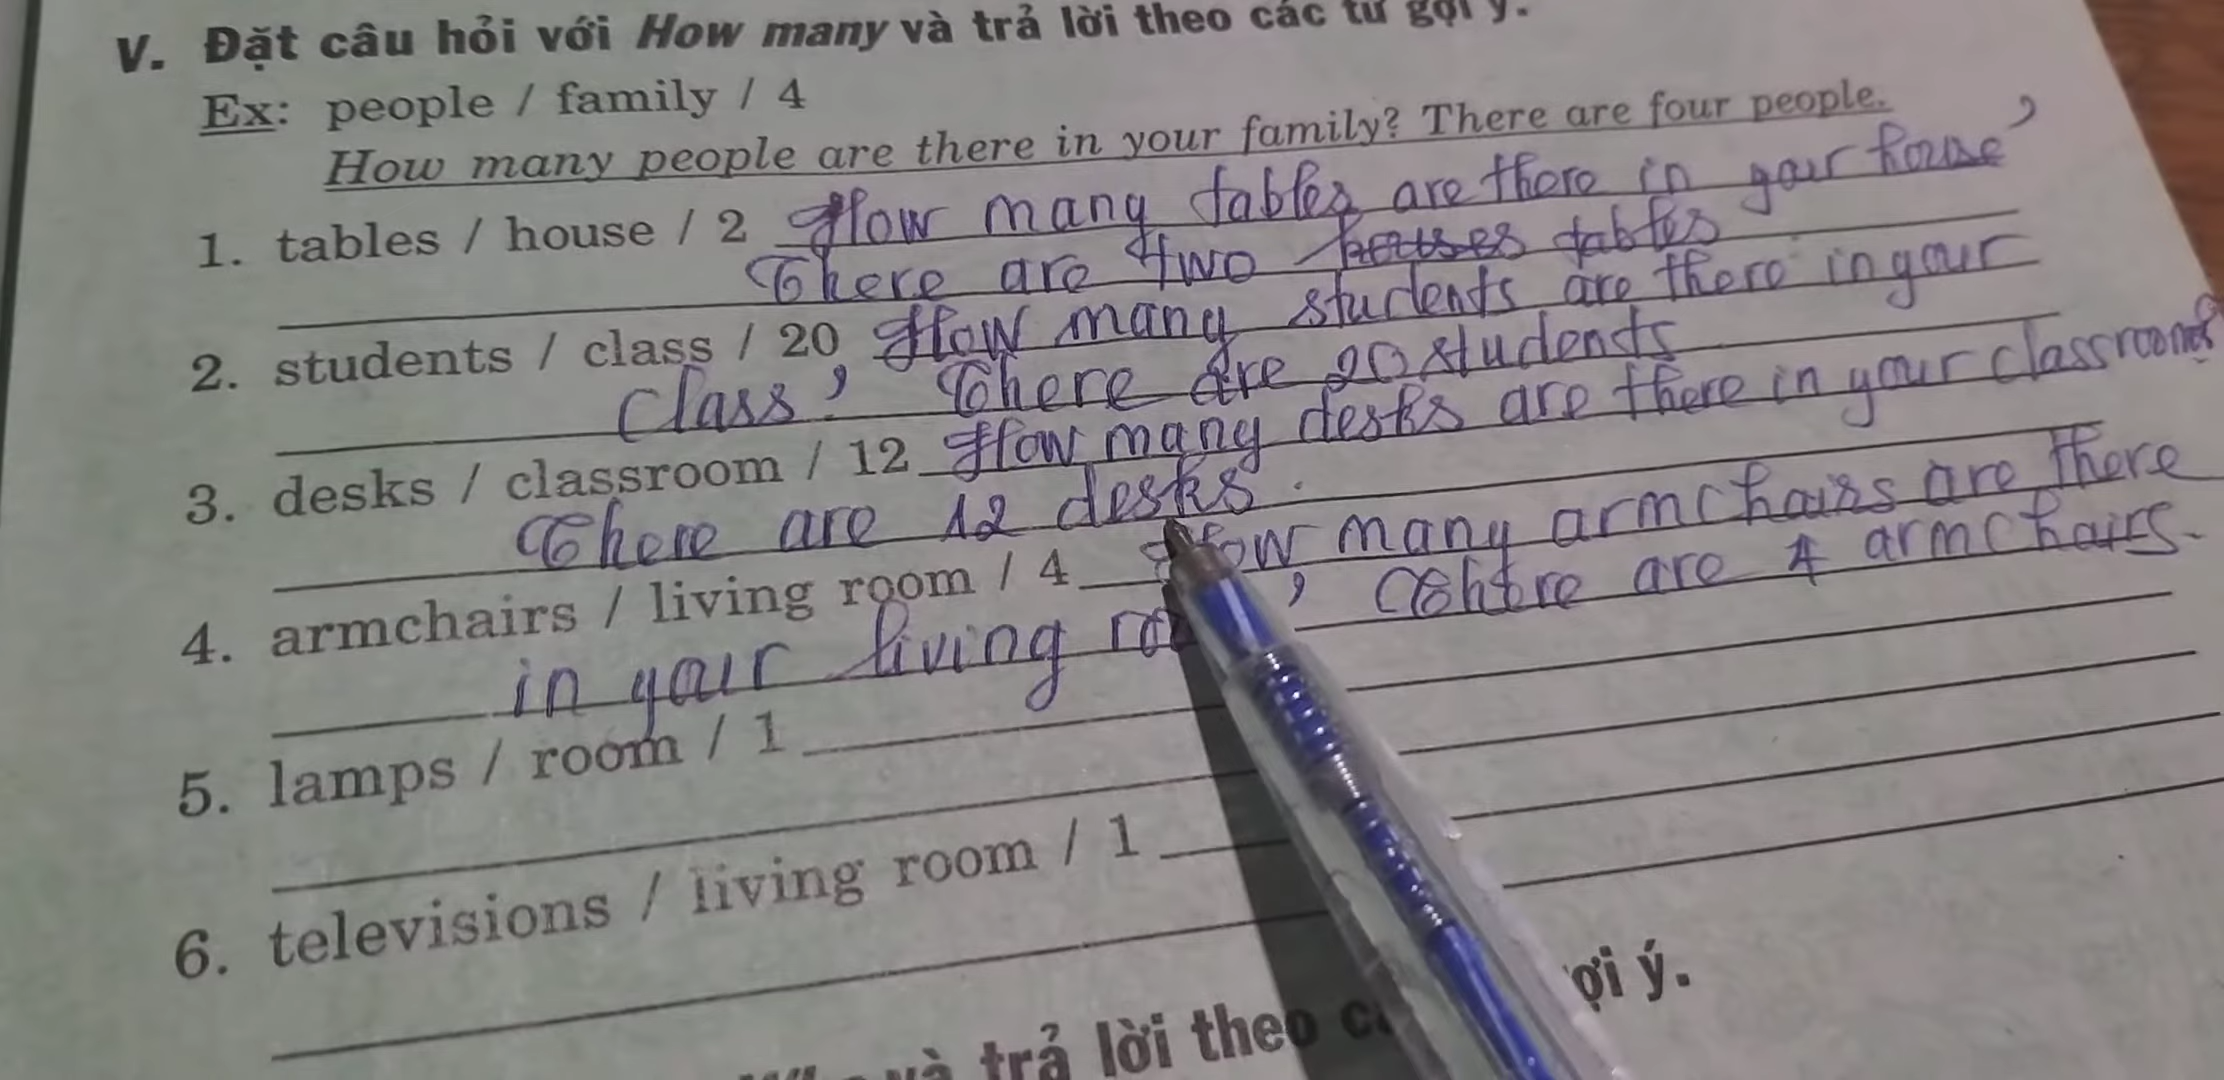 V. Đặt câu hỏi với How many và trả lời theo các từ gợi ý.
Ex: people / family / 4
How many people are there in your family? There are four people.
1. tables / house / 2 How many tables are there in your house?
There are two houses tables
2. students / class / 20 How many students are there in your
class? There are 20 students
3. desks / classroom / 12 How many desks are there in your classroom?
There are 12 desks.
4. armchairs / living room / 4 How many armchairs are there
in your living There are 4 armchairs.
5. lamps / room / 1
6. televisions / living room / 1
và trả lời theo ợi ý.